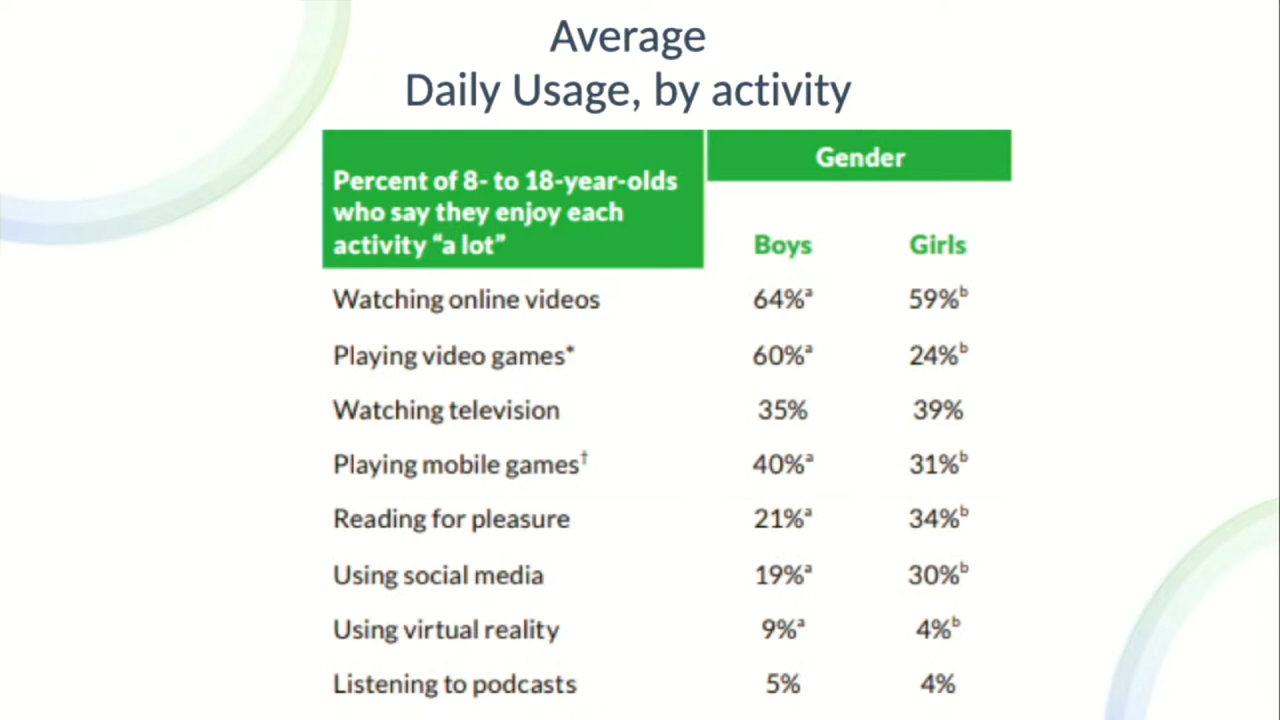 Average
Daily Usage, by activity
Gender
Percent of 8- to 18-year-olds
who say they enjoy each
activity “a lot”
Boys Girls
Watching online videos 64%ᵃ 59%ᵇ
Playing video games* 60%ᵃ 24%ᵇ
Watching television 35% 39%
Playing mobile games† 40%ᵃ 31%ᵇ
Reading for pleasure 21%ᵃ 34%ᵇ
Using social media 19%ᵃ 30%ᵇ
Using virtual reality 9%ᵃ 4%ᵇ
Listening to podcasts 5% 4%